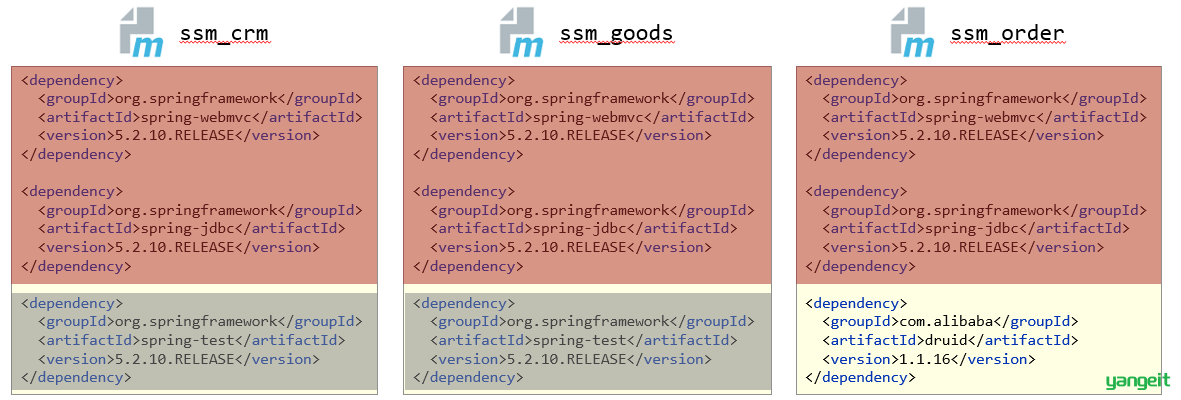 m ssm_crm
<dependency>
<groupId>org.springframework</groupId>
<artifactId>spring-webmvc</artifactId>
<version>5.2.10.RELEASE</version>
</dependency>
<dependency>
<groupId>org.springframework</groupId>
<artifactId>spring-jdbc</artifactId>
<version>5.2.10.RELEASE</version>
</dependency>
<dependency>
<groupId>org.springframework</groupId>
<artifactId>spring-test</artifactId>
<version>5.2.10.RELEASE</version>
</dependency>
m ssm_goods
<dependency>
<groupId>org.springframework</groupId>
<artifactId>spring-webmvc</artifactId>
<version>5.2.10.RELEASE</version>
</dependency>
<dependency>
<groupId>org.springframework</groupId>
<artifactId>spring-jdbc</artifactId>
<version>5.2.10.RELEASE</version>
</dependency>
<dependency>
<groupId>org.springframework</groupId>
<artifactId>spring-test</artifactId>
<version>5.2.10.RELEASE</version>
</dependency>
m ssm_order
<dependency>
<groupId>org.springframework</groupId>
<artifactId>spring-webmvc</artifactId>
<version>5.2.10.RELEASE</version>
</dependency>
<dependency>
<groupId>org.springframework</groupId>
<artifactId>spring-jdbc</artifactId>
<version>5.2.10.RELEASE</version>
</dependency>
<dependency>
<groupId>com.alibaba</groupId>
<artifactId>druid</artifactId>
<version>1.1.16</version>
</dependency>
yangeit